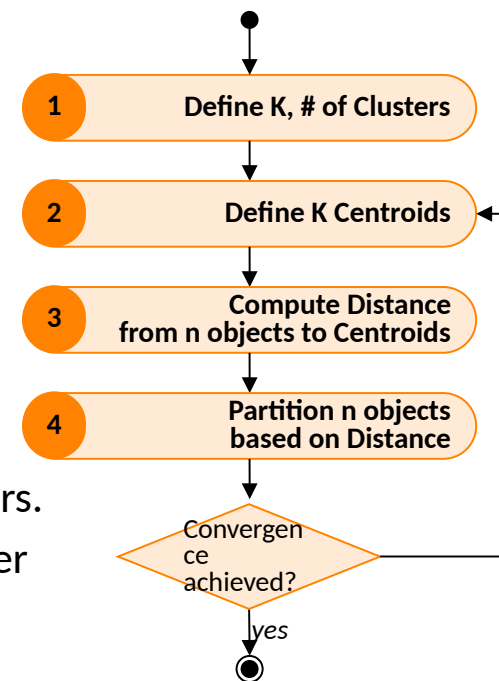 1 Define K, # of Clusters
2 Define K Centroids
3 Compute Distance
from n objects to Centroids
4 Partition n objects
based on Distance
rs.
er
Convergen
ce
achieved?
yes